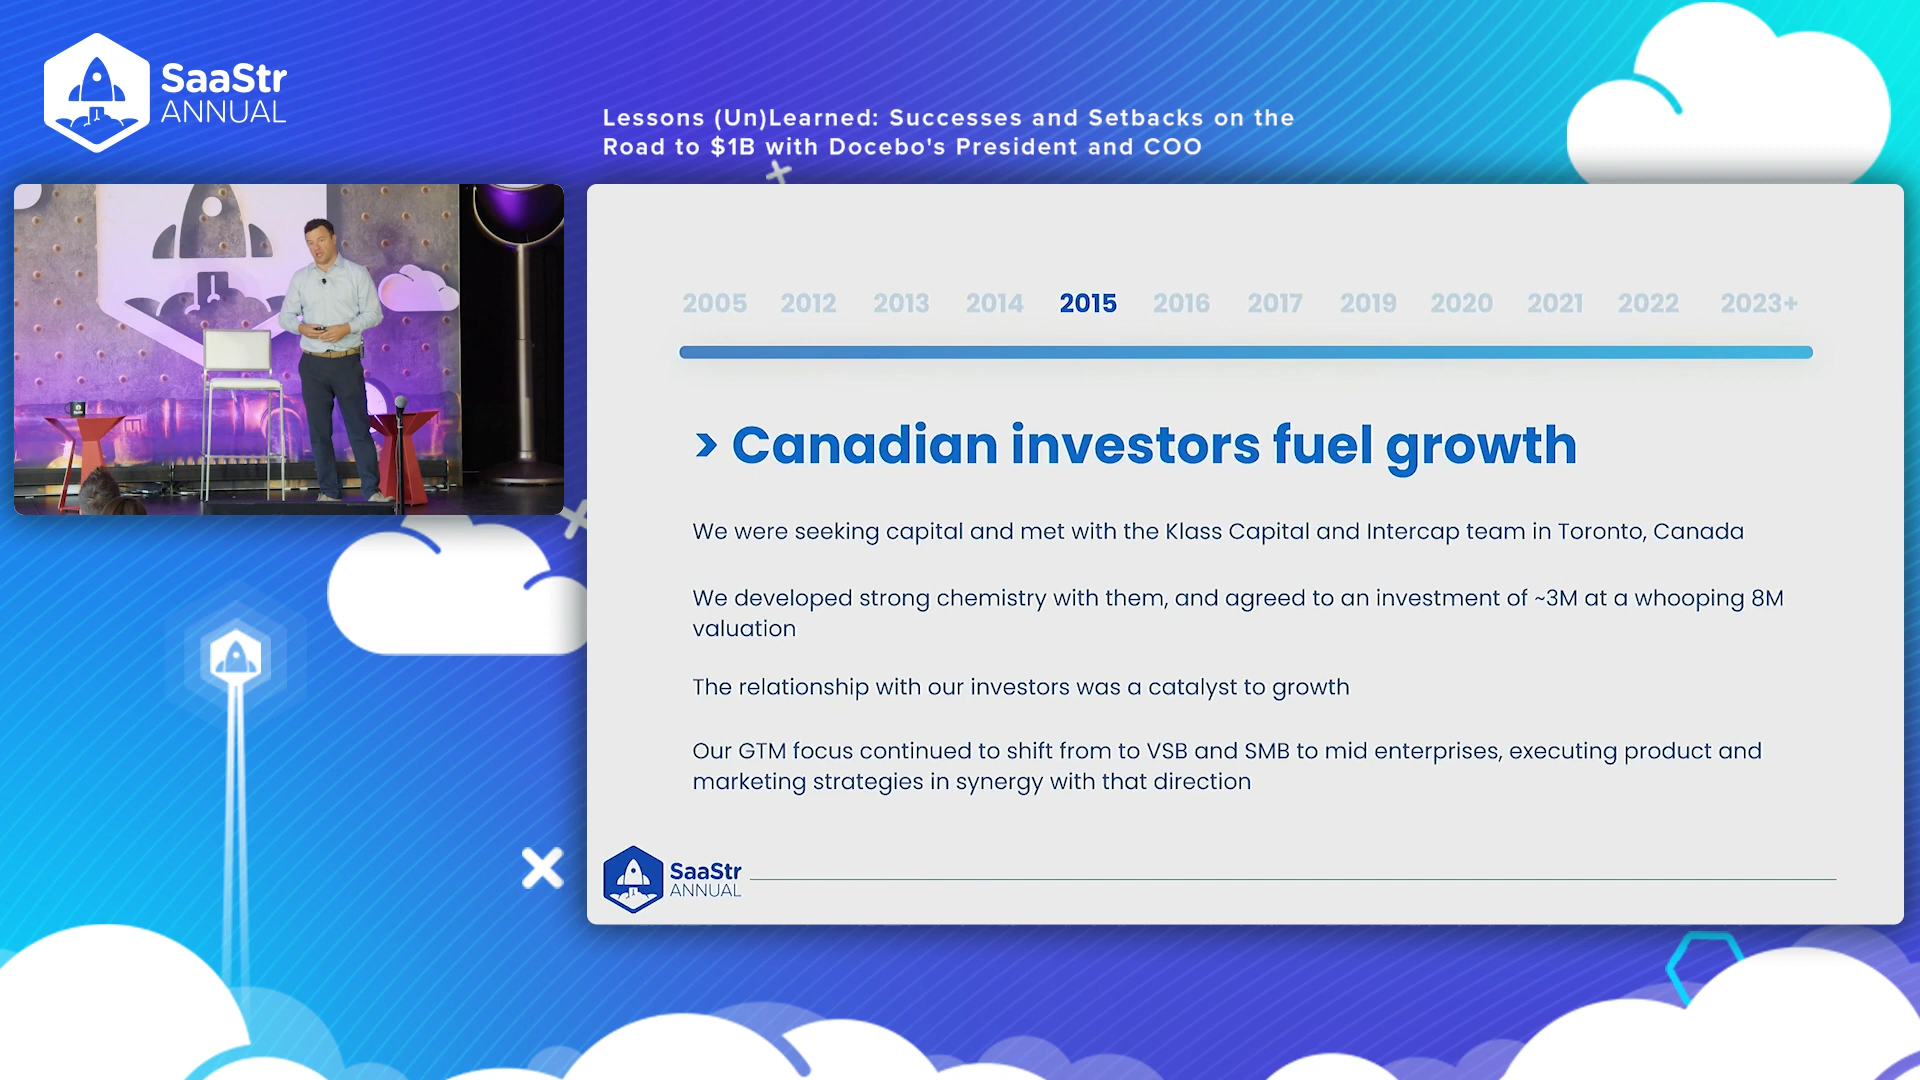 SaaStr
ANNUAL
Lessons (Un)Learned: Successes and Setbacks on the
Road to $1B with Docebo's President and COO
2005 2012 2013 2014 2015 2016 2017 2019 2020 2021 2022 2023+
> Canadian investors fuel growth
We were seeking capital and met with the Klass Capital and Intercap team in Toronto, Canada
We developed strong chemistry with them, and agreed to an investment of ~3M at a whooping 8M
valuation
The relationship with our investors was a catalyst to growth
Our GTM focus continued to shift from to VSB and SMB to mid enterprises, executing product and
marketing strategies in synergy with that direction
SaaStr
ANNUAL